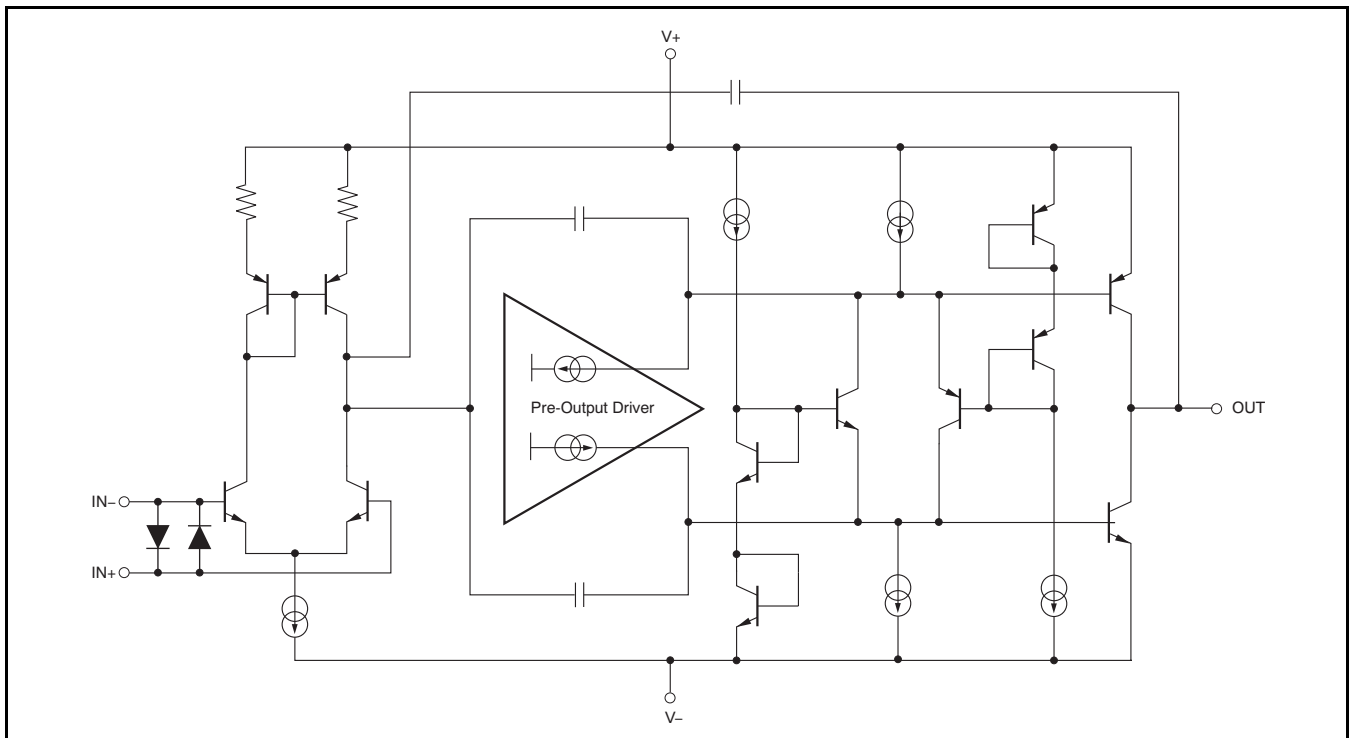 V+
Pre-Output Driver
OUT
IN–
IN+
V–